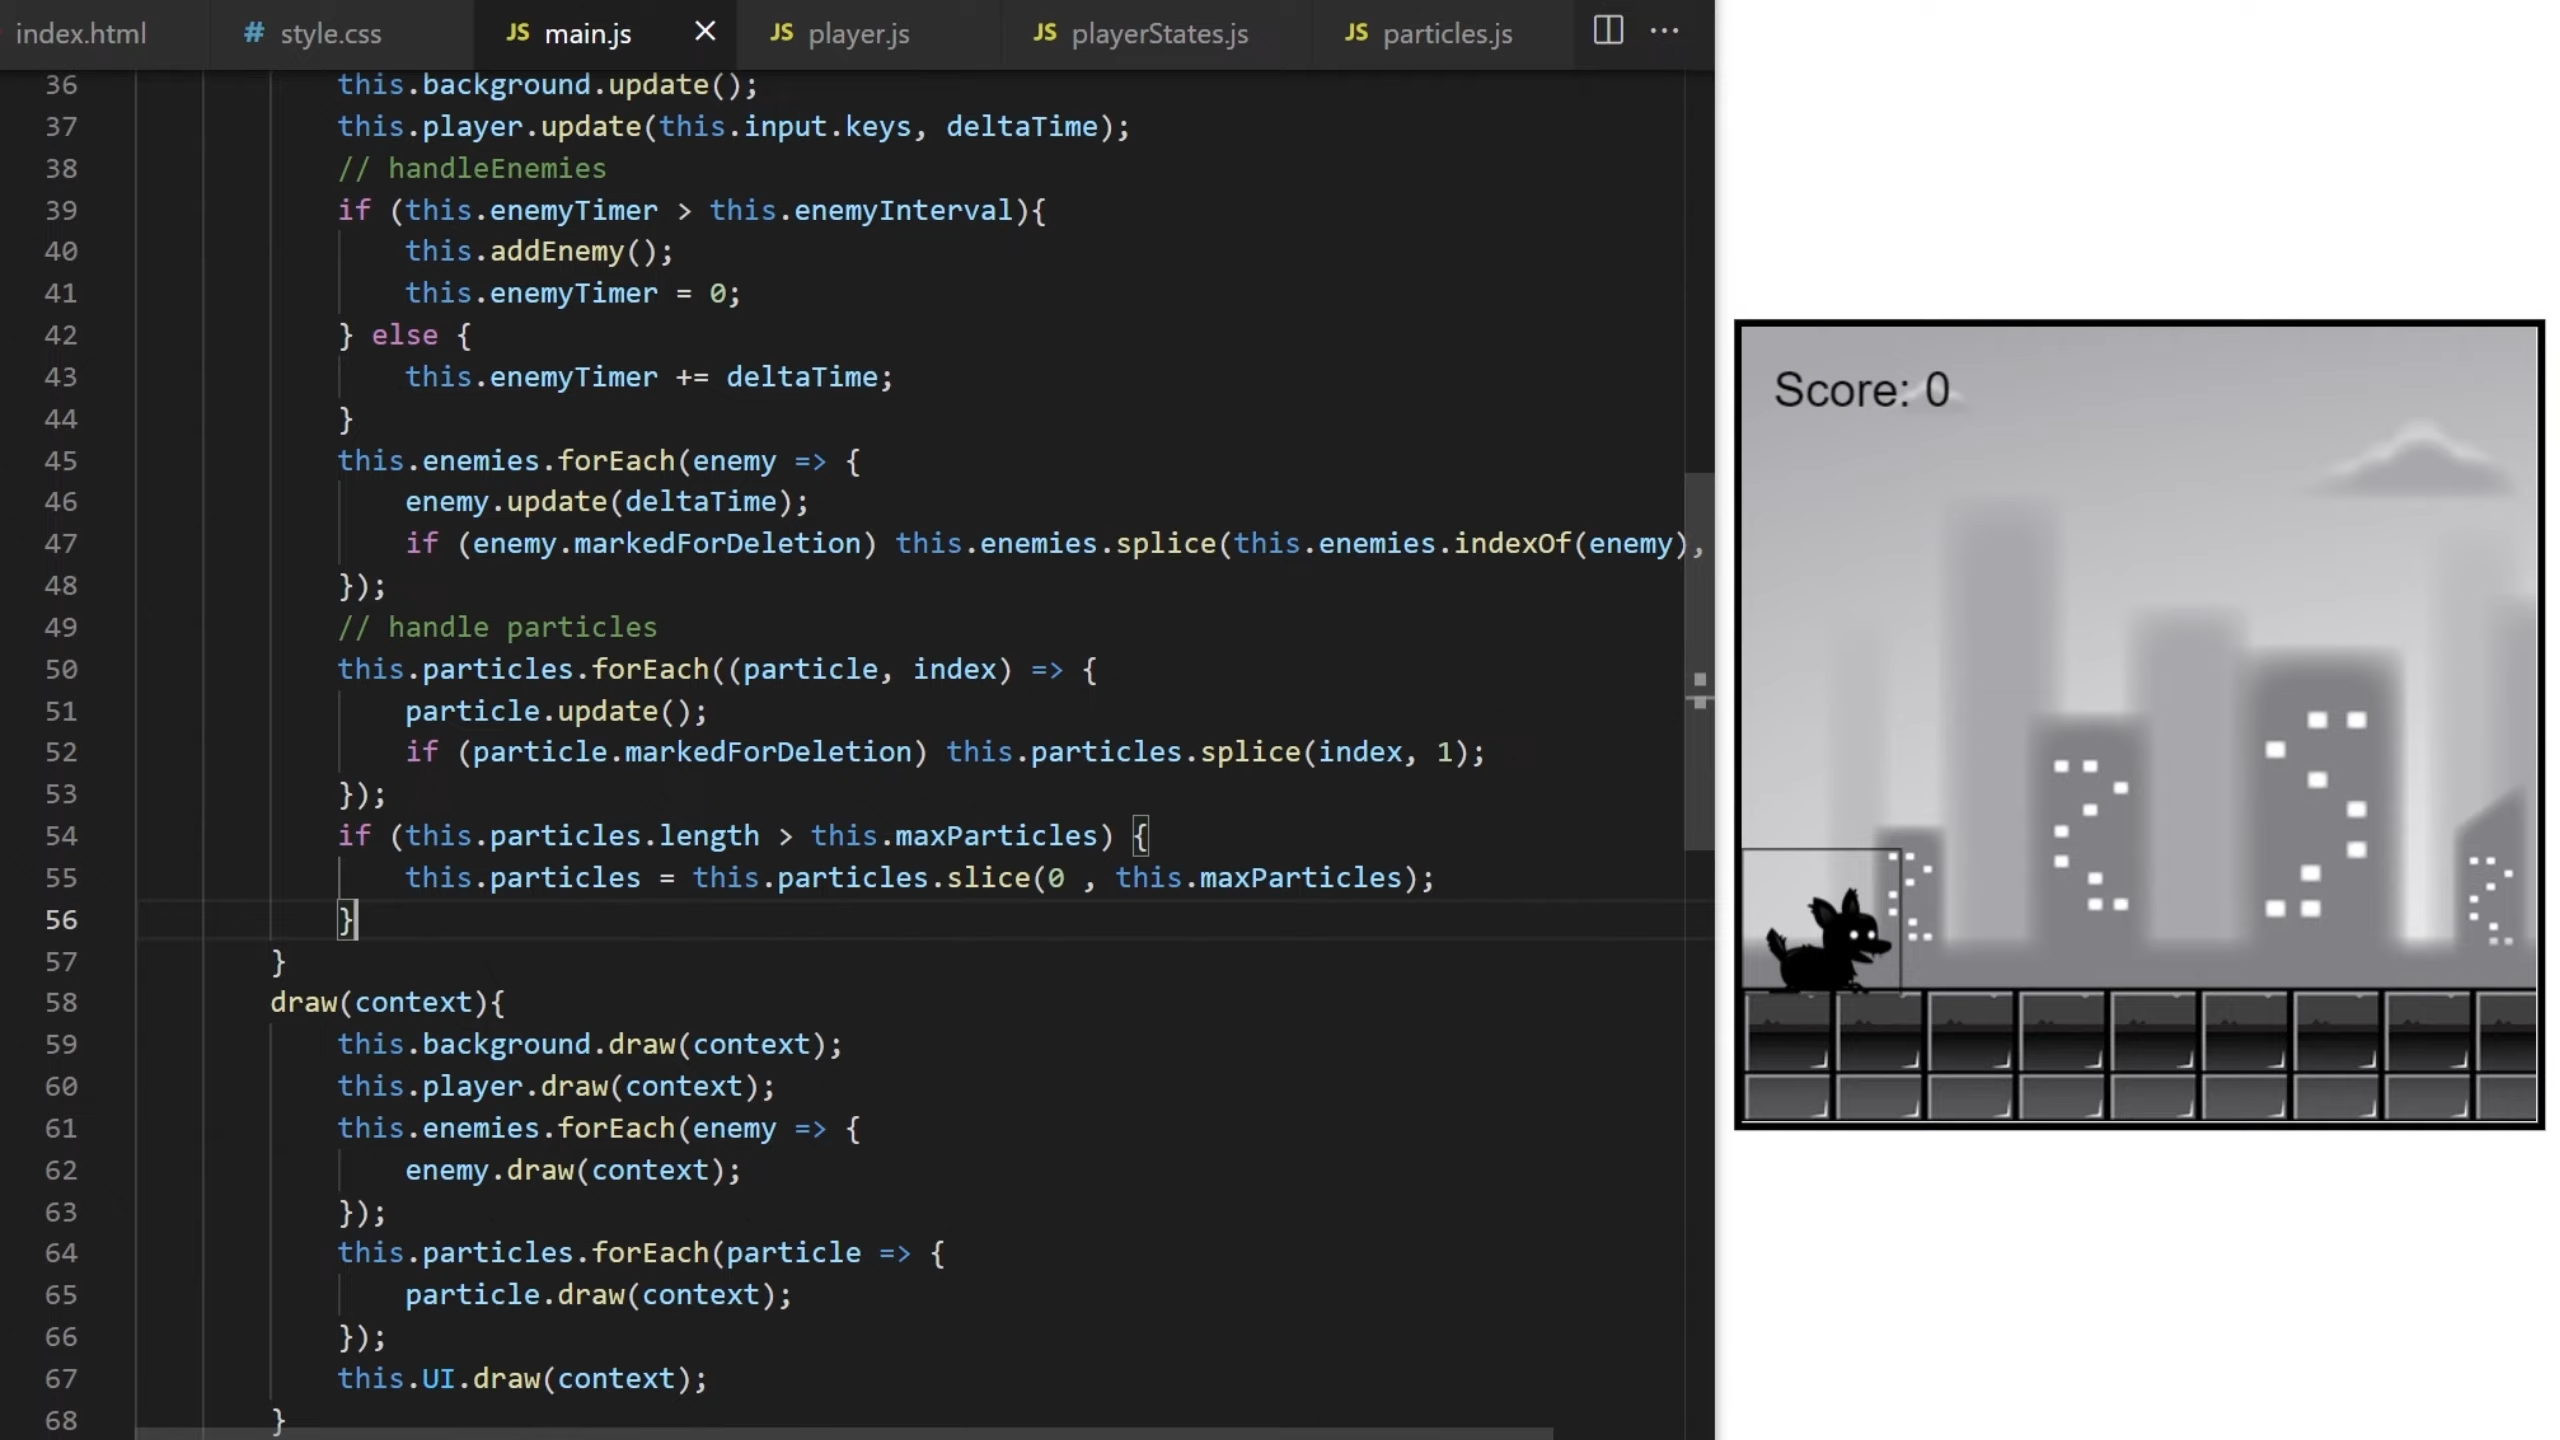 index.html # style.css JS main.js × JS player.js JS playerStates.js JS particles.js ···
36 this.background.update();
37 this.player.update(this.input.keys, deltaTime);
38 // handleEnemies
39 if (this.enemyTimer > this.enemyInterval){
40 this.addEnemy();
41 this.enemyTimer = 0;
42 } else {
43 this.enemyTimer += deltaTime;
44 }
45 this.enemies.forEach(enemy => {
46 enemy.update(deltaTime);
47 if (enemy.markedForDeletion) this.enemies.splice(this.enemies.indexOf(enemy),
48 });
49 // handle particles
50 this.particles.forEach((particle, index) => {
51 particle.update();
52 if (particle.markedForDeletion) this.particles.splice(index, 1);
53 });
54 if (this.particles.length > this.maxParticles) {
55 this.particles = this.particles.slice(0 , this.maxParticles);
56 }
57 }
58 draw(context){
59 this.background.draw(context);
60 this.player.draw(context);
61 this.enemies.forEach(enemy => {
62 enemy.draw(context);
63 });
64 this.particles.forEach(particle => {
65 particle.draw(context);
66 });
67 this.UI.draw(context);
68 }
Score: 0